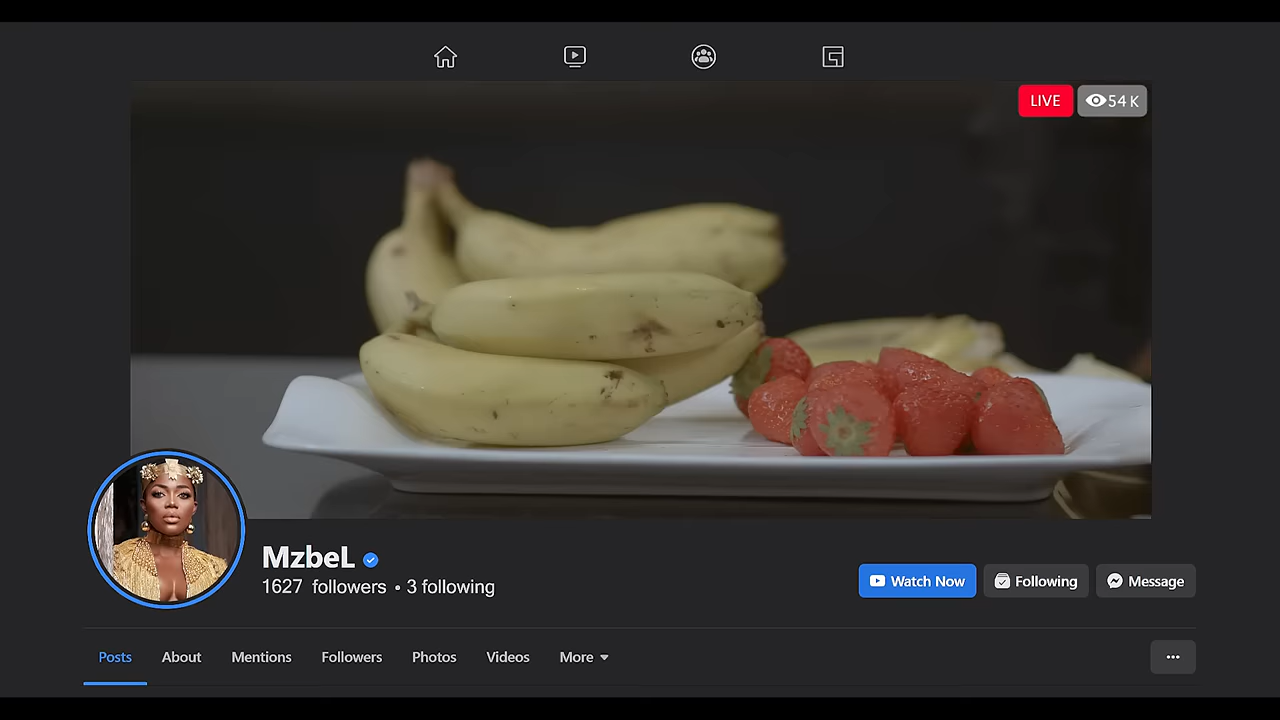 LIVE
54 K
MzbeL
1627 followers • 3 following
Watch Now
Following
Message
Posts
About
Mentions
Followers
Photos
Videos
More